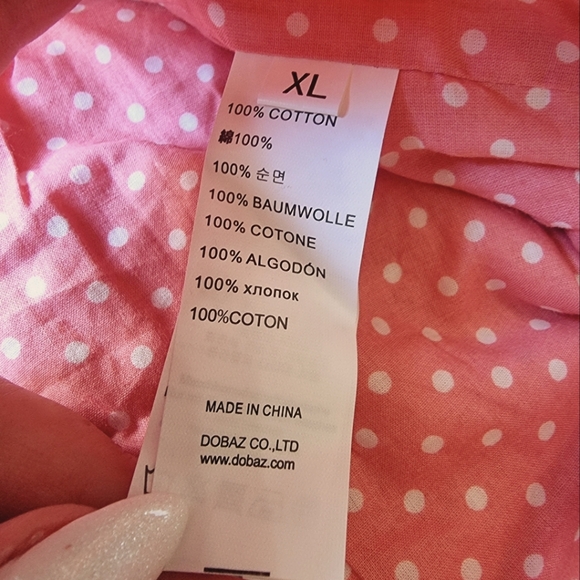 XL
100% COTTON
綿100%
100% 순면
100% BAUMWOLLE
100% COTONE
100% ALGODÓN
100% хлопок
100%COTON
MADE IN CHINA
DOBAZ CO.,LTD
www.dobaz.com